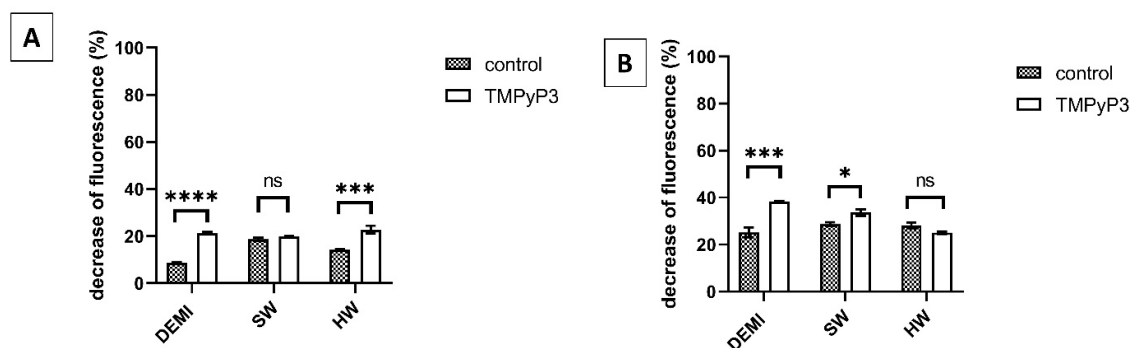 A
decrease of fluorescence (%)
100
80
60
40
20
0
****
ns
***
DEMI
SW
HW
control
TMPyP3
B
decrease of fluorescence (%)
100
80
60
40
20
0
***
*
ns
DEMI
SW
HW
control
TMPyP3